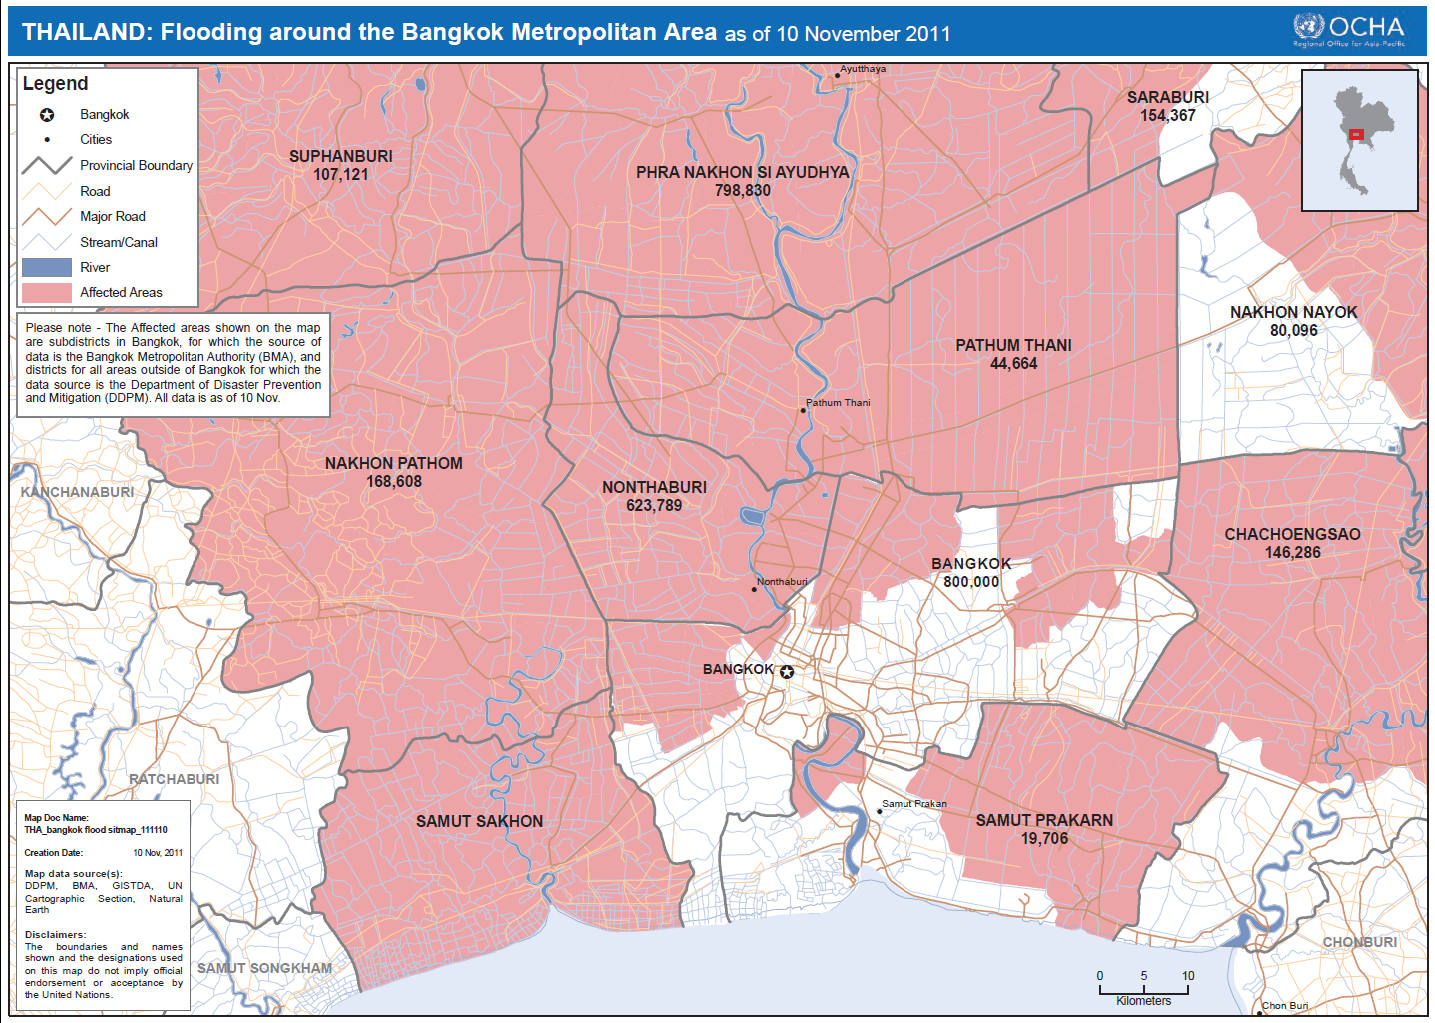 THAILAND: Flooding around the Bangkok Metropolitan Area as of 10 November 2011
OCHA
Regional Office for Asia-Pacific
Legend
Bangkok
Cities
Provincial Boundary
Road
Major Road
Stream/Canal
River
Affected Areas
Please note - The Affected areas shown on the map
are subdistricts in Bangkok, for which the source of
data is the Bangkok Metropolitan Authority (BMA), and
districts for all areas outside of Bangkok for which the
data source is the Department of Disaster Prevention
and Mitigation (DDPM). All data is as of 10 Nov.
Ayutthaya
SARABURI
154,367
SUPHANBURI
107,121
PHRA NAKHON SI AYUDHYA
798,830
NAKHON NAYOK
80,096
PATHUM THANI
44,664
Pathum Thani
NAKHON PATHOM
168,608
KANCHANABURI
NONTHABURI
623,789
CHACHOENGSAO
146,286
BANGKOK
800,000
Nonthaburi
BANGKOK
RATCHABURI
Samut Prakan
SAMUT SAKHON
SAMUT PRAKARN
19,706
CHONBURI
SAMUT SONGKHAM
Chon Buri
Map Doc Name:
THA_bangkok flood sitmap_111110
Creation Date: 10 Nov, 2011
Map data source(s):
DDPM, BMA, GISTDA, UN
Cartographic Section, Natural
Earth
Disclaimers:
The boundaries and names
shown and the designations used
on this map do not imply official
endorsement or acceptance by
the United Nations.
0 5 10
Kilometers